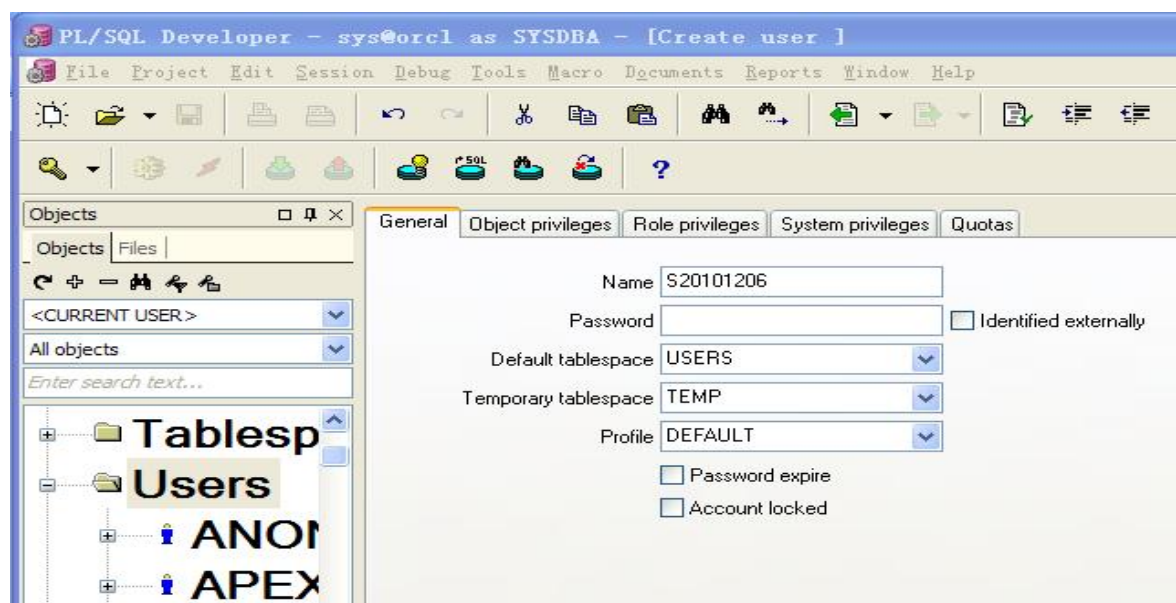 PL/SQL Developer - sys@orcl as SYSDBA - [Create user ]
File Project Edit Session Debug Tools Macro Documents Reports Window Help
SQL
?
Objects
Objects Files
<CURRENT USER>
All objects
Enter search text...
Tablesp
Users
ANON
APEX
General Object privileges Role privileges System privileges Quotas
Name S20101206
Password Identified externally
Default tablespace USERS
Temporary tablespace TEMP
Profile DEFAULT
Password expire
Account locked